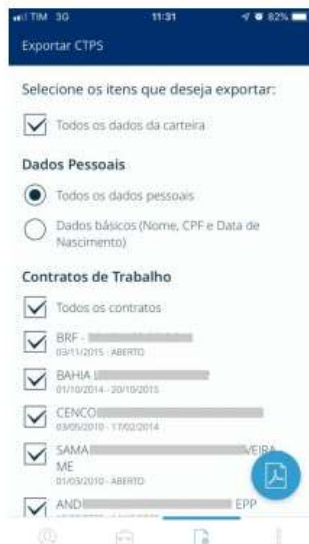 TIM 3G 11:31 82%
Exportar CTPS
Selecione os itens que deseja exportar:
Todos os dados da carteira
Dados Pessoais
Todos os dados pessoais
Dados básicos (Nome, CPF e Data de
Nascimento)
Contratos de Trabalho
Todos os contratos
BRF -
03/11/2015 - ABERTO
BAHIA
01/10/2014 - 20/10/2015
CENCO
03/05/2010 - 17/02/2014
SAMA VEIRA
ME
01/03/2010 - ABERTO
AND EPP